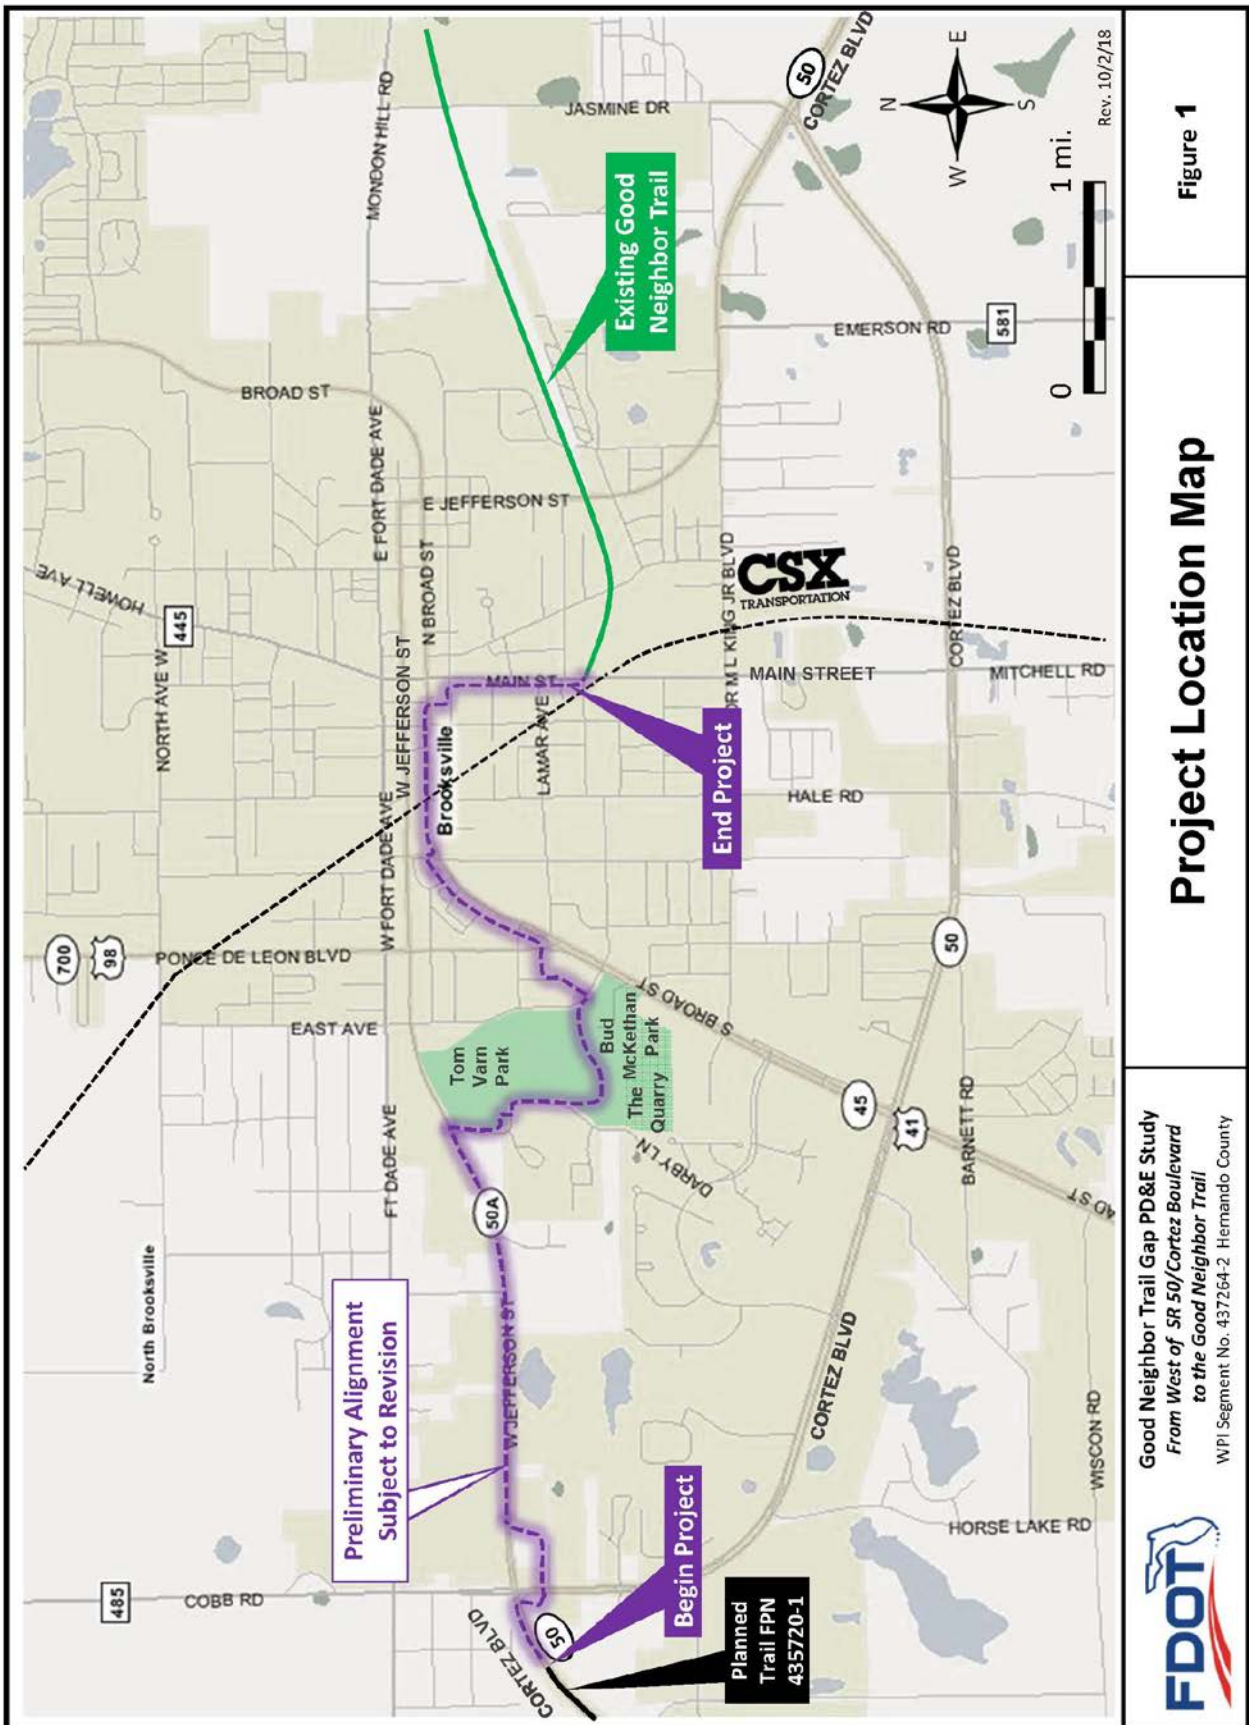 HOWELL AVE
445
NORTH AVE W
700
98
PONCE DE LEON BLVD
North Brooksville
485
COBB RD
EAST AVE
BROAD ST
MONDON HILL RD
E FORT DADE AVE
W FORT DADE AVE
FT DADE AVE
W JEFFERSON ST
N BROAD ST
E JEFFERSON ST
Brooksville
MAIN ST
LAMAR AVE
JASMINE DR
Preliminary Alignment
Subject to Revision
Tom
Varn
Park
50A
W JEFFERSON ST
CORTEZ BLVD
50
Bud
The McKethan
Quarry Park
DARBY LN
S BROAD ST
Existing Good
Neighbor Trail
Begin Project
End Project
Planned
Trail FPN
435720-1
DR M L KING JR BLVD
CSX
TRANSPORTATION
MAIN STREET
HALE RD
EMERSON RD
581
50
CORTEZ BLVD
45
41
CORTEZ BLVD
50
CORTEZ BLVD
BARNETT RD
HORSE LAKE RD
WISCON RD
AD ST
MITCHELL RD
N
W
E
S
0
1 mi.
Rev. 10/2/18
FDOT
Good Neighbor Trail Gap PD&E Study
From West of SR 50/Cortez Boulevard
to the Good Neighbor Trail
WPI Segment No. 437264-2 Hernando County
Project Location Map
Figure 1